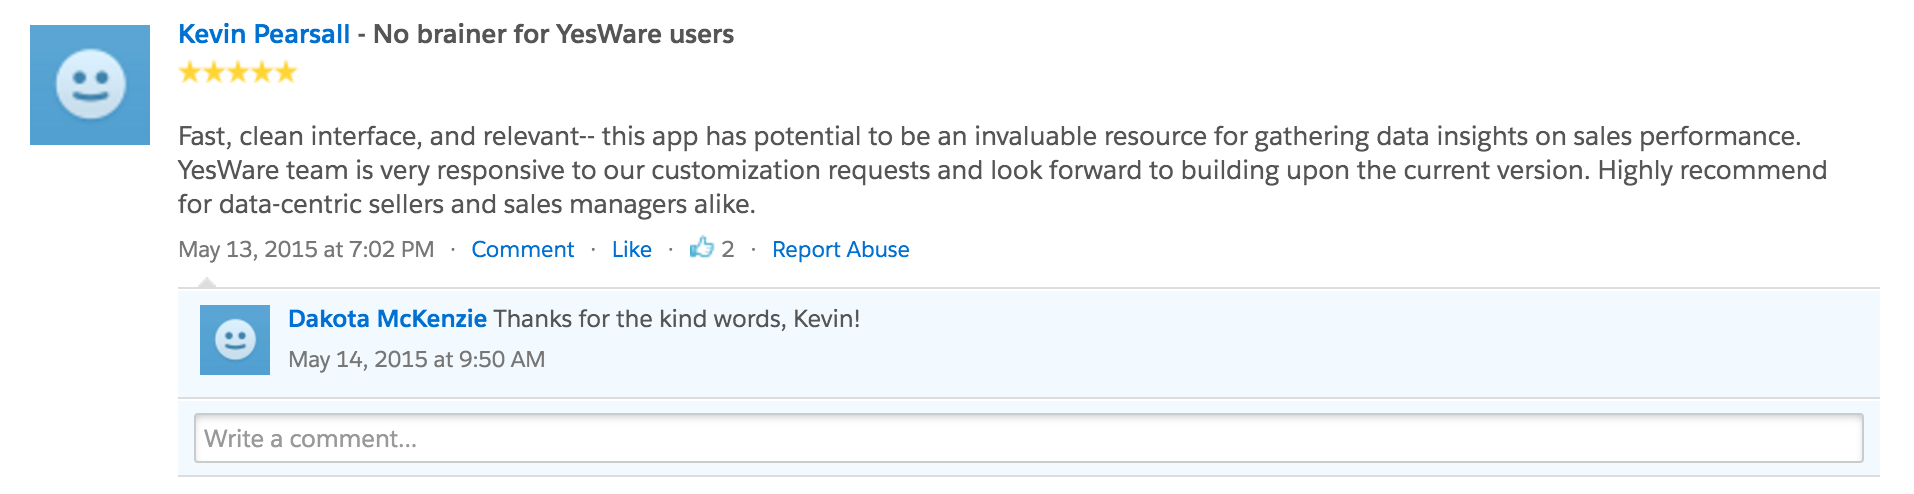 Kevin Pearsall - No brainer for YesWare users
Fast, clean interface, and relevant-- this app has potential to be an invaluable resource for gathering data insights on sales performance.
YesWare team is very responsive to our customization requests and look forward to building upon the current version. Highly recommend
for data-centric sellers and sales managers alike.
May 13, 2015 at 7:02 PM · Comment · Like · 2 · Report Abuse
Dakota McKenzie Thanks for the kind words, Kevin!
May 14, 2015 at 9:50 AM
Write a comment...